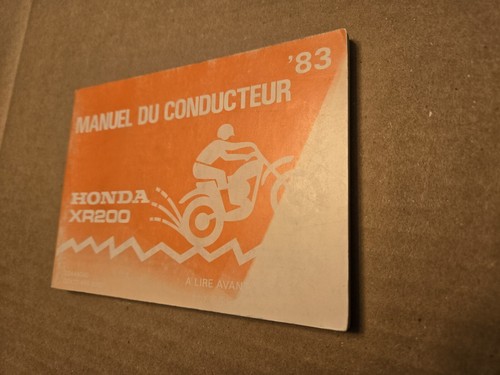 '83
MANUEL DU CONDUCTEUR
HONDA
XR200
A LIRE AVAN